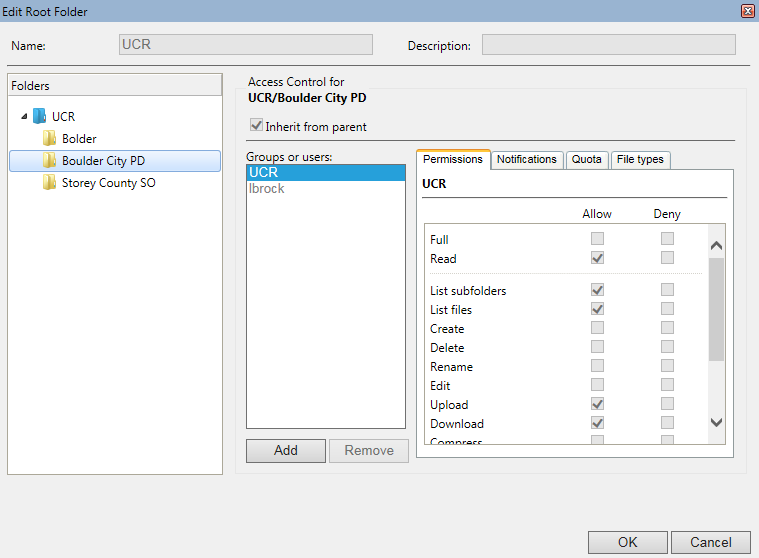 Edit Root Folder
Name: UCR Description:
Folders
UCR
Bolder
Boulder City PD
Storey County SO
Access Control for
UCR/Boulder City PD
Inherit from parent
Groups or users:
UCR
lbrock
Add Remove
Permissions Notifications Quota File types
UCR
Allow Deny
Full
Read
List subfolders
List files
Create
Delete
Rename
Edit
Upload
Download
Compress
OK Cancel